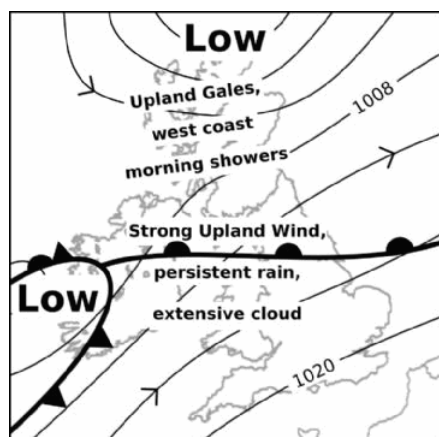 Low
Upland Gales,
west coast
morning showers
1008
Strong Upland Wind,
persistent rain,
extensive cloud
Low
1020